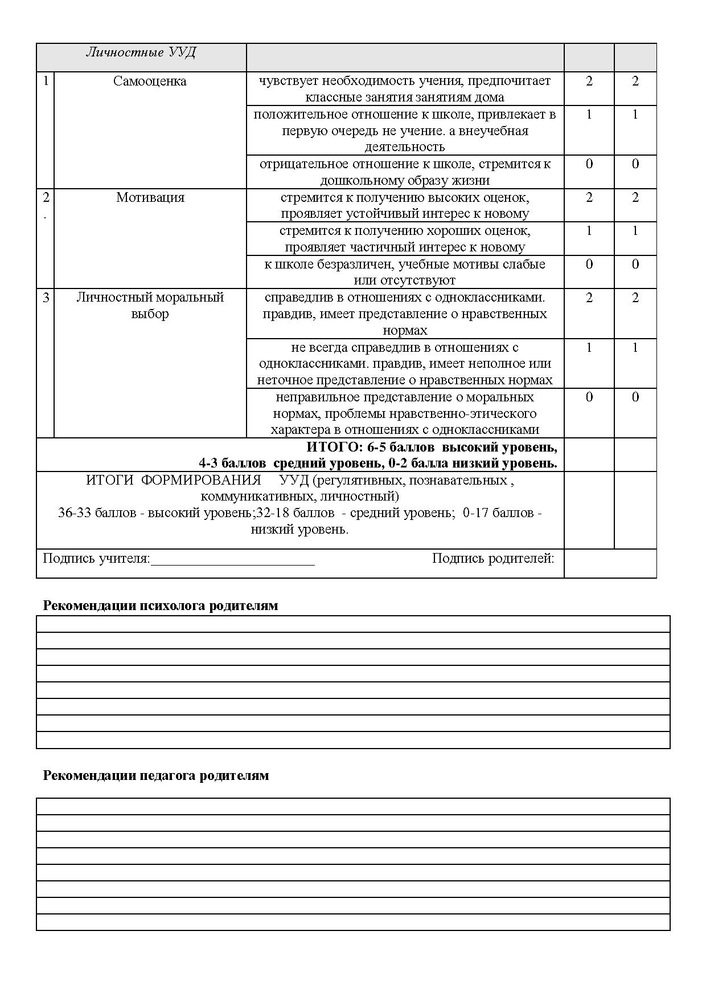 Личностные УУД
1 Самооценка чувствует необходимость учения, предпочитает 2 2
классные занятия занятиям дома
положительное отношение к школе, привлекает в 1 1
первую очередь не учение. а внеучебная
деятельность
отрицательное отношение к школе, стремится к 0 0
дошкольному образу жизни
2 Мотивация стремится к получению высоких оценок, 2 2
. проявляет устойчивый интерес к новому
стремится к получению хороших оценок, 1 1
проявляет частичный интерес к новому
к школе безразличен, учебные мотивы слабые 0 0
или отсутствуют
3 Личностный моральный справедлив в отношениях с одноклассниками. 2 2
выбор правдив, имеет представление о нравственных
нормах
не всегда справедлив в отношениях с 1 1
одноклассниками. правдив, имеет неполное или
неточное представление о нравственных нормах
неправильное представление о моральных 0 0
нормах, проблемы нравственно-этического
характера в отношениях с одноклассниками
ИТОГО: 6-5 баллов высокий уровень,
4-3 баллов средний уровень, 0-2 балла низкий уровень.
ИТОГИ ФОРМИРОВАНИЯ УУД (регулятивных, познавательных ,
коммуникативных, личностный)
36-33 баллов - высокий уровень;32-18 баллов - средний уровень; 0-17 баллов -
низкий уровень.
Подпись учителя:_______________________ Подпись родителей:
Рекомендации психолога родителям
Рекомендации педагога родителям